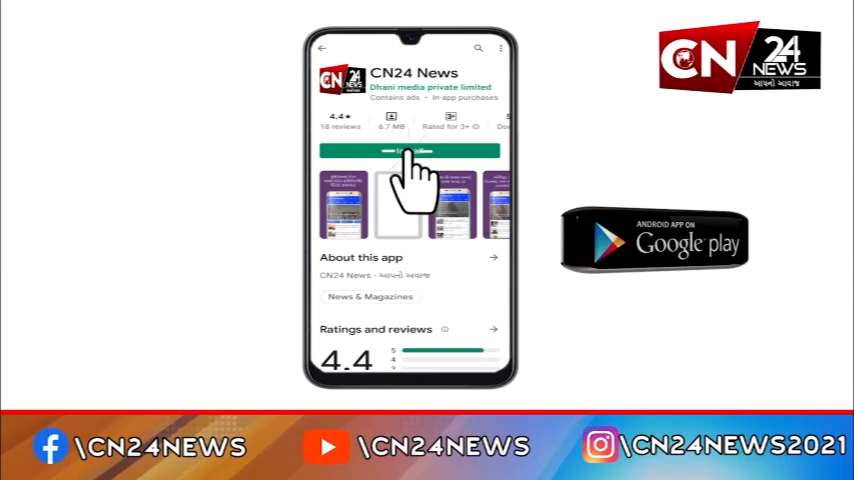 CN24 News
Dhani media private limited
Contains ads • In-app purchases
4.4★
18 reviews
6.7 MB
3+
Rated for 3+
About this app
CN24 News - આપનો અવાજ
News & Magazines
Ratings and reviews
4.4
5
4
3
CN 24 NEWS
આપનો અવાજ
ANDROID APP ON
Google play
\CN24NEWS
\CN24NEWS
\CN24NEWS2021